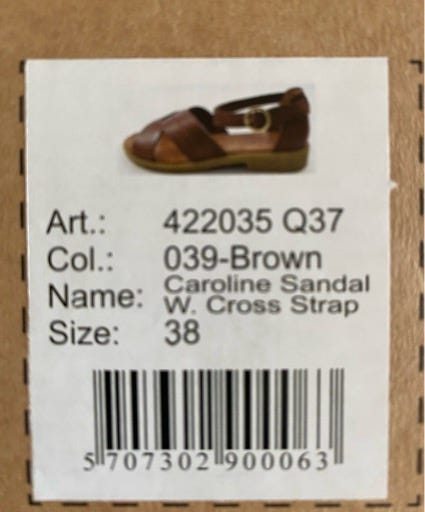 Art.: 422035 Q37
Col.: 039-Brown
Name: Caroline Sandal
W. Cross Strap
Size: 38
5 707302 900063